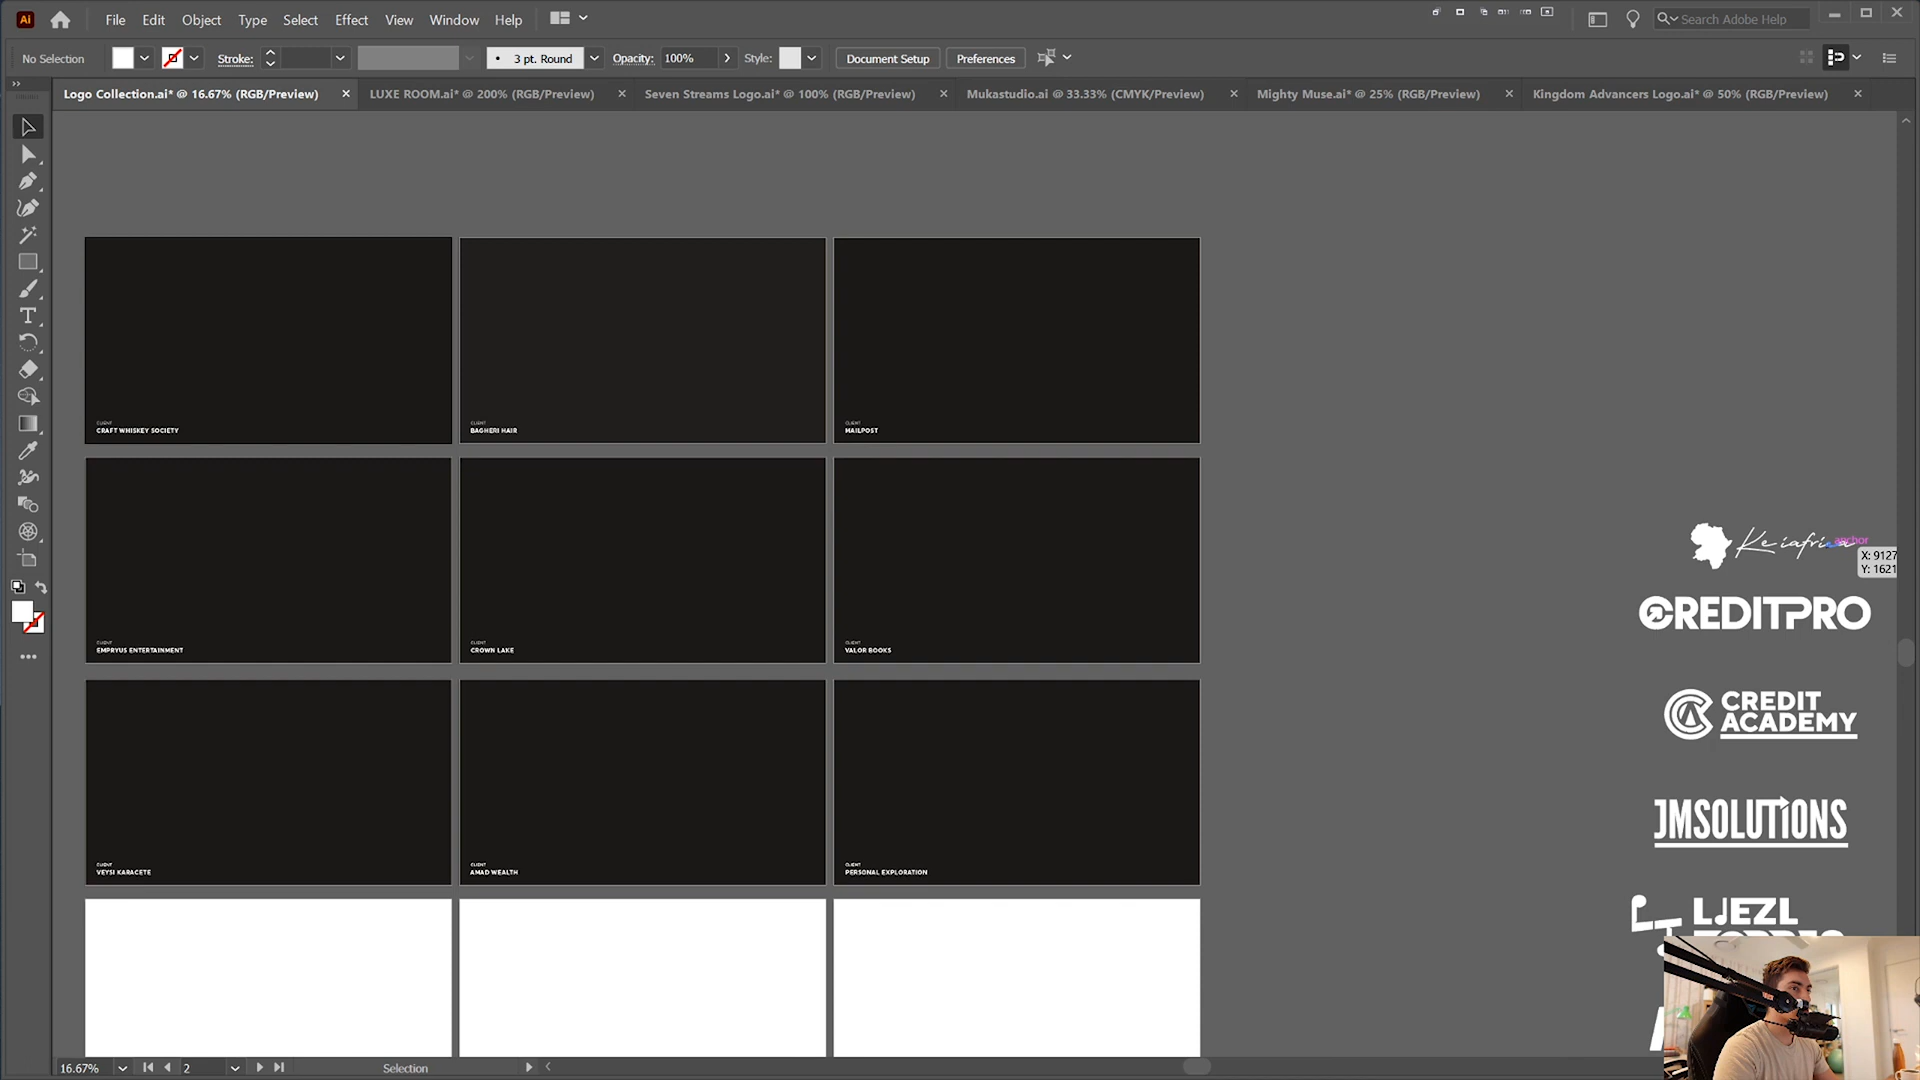 Ai File Edit Object Type Select Effect View Window Help Search Adobe Help
No Selection Stroke: 3 pt. Round Opacity: 100% Style: Document Setup Preferences
Logo Collection.ai* @ 16.67% (RGB/Preview) LUXE ROOM.ai* @ 200% (RGB/Preview) Seven Streams Logo.ai* @ 100% (RGB/Preview) Mukastudio.ai @ 33.33% (CMYK/Preview) Mighty Muse.ai* @ 25% (RGB/Preview) Kingdom Advancers Logo.ai* @ 50% (RGB/Preview)
CLIENT
CRAFT WHISKEY SOCIETY
CLIENT
BAGHERI HAIR
CLIENT
MAILPOST
CLIENT
EMPRYUS ENTERTAINMENT
CLIENT
CROWN LAKE
CLIENT
VALOR BOOKS
CLIENT
VEYSI KARACETE
CLIENT
AMAD WEALTH
CLIENT
PERSONAL EXPLORATION
Keiafrica
anchor
X: 9127
Y: 1621
CREDITPRO
CREDIT
ACADEMY
JMSOLUTIONS
LJEZL
16.67% 2 Selection